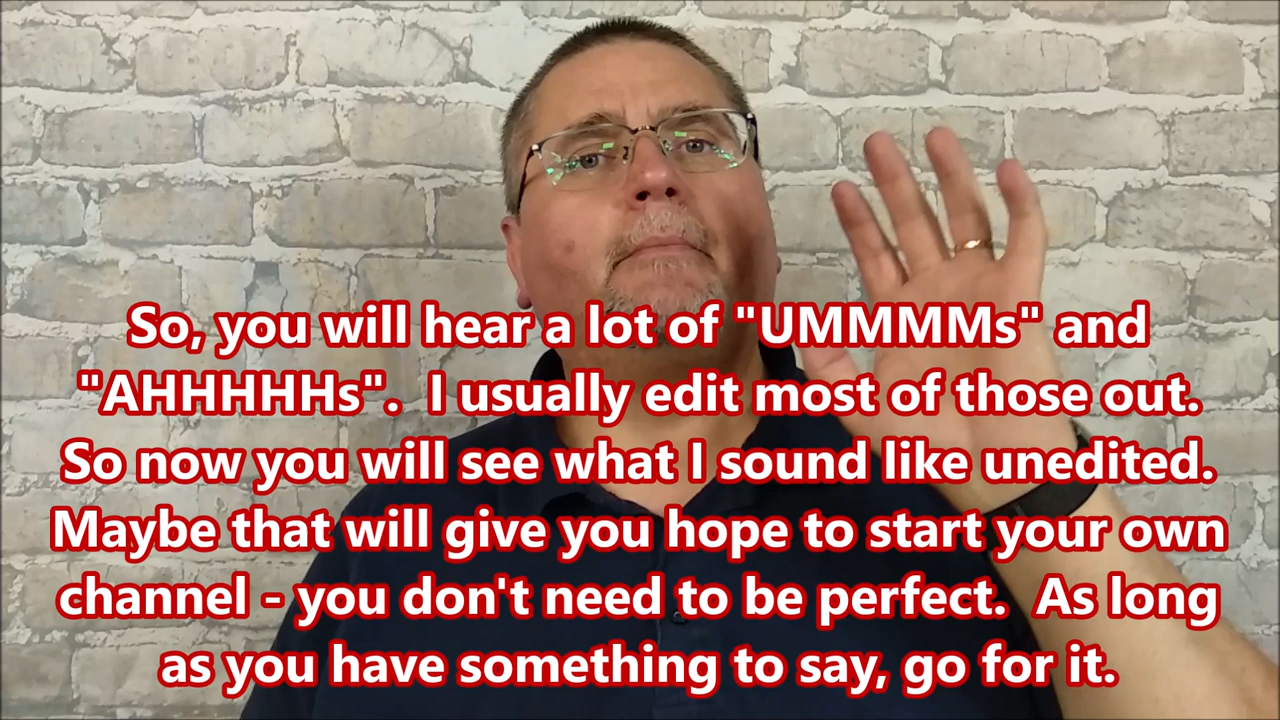 So, you will hear a lot of "UMMMMs" and
"AHHHHHs".  I usually edit most of those out.
So now you will see what I sound like unedited.
Maybe that will give you hope to start your own
channel - you don't need to be perfect.  As long
as you have something to say, go for it.